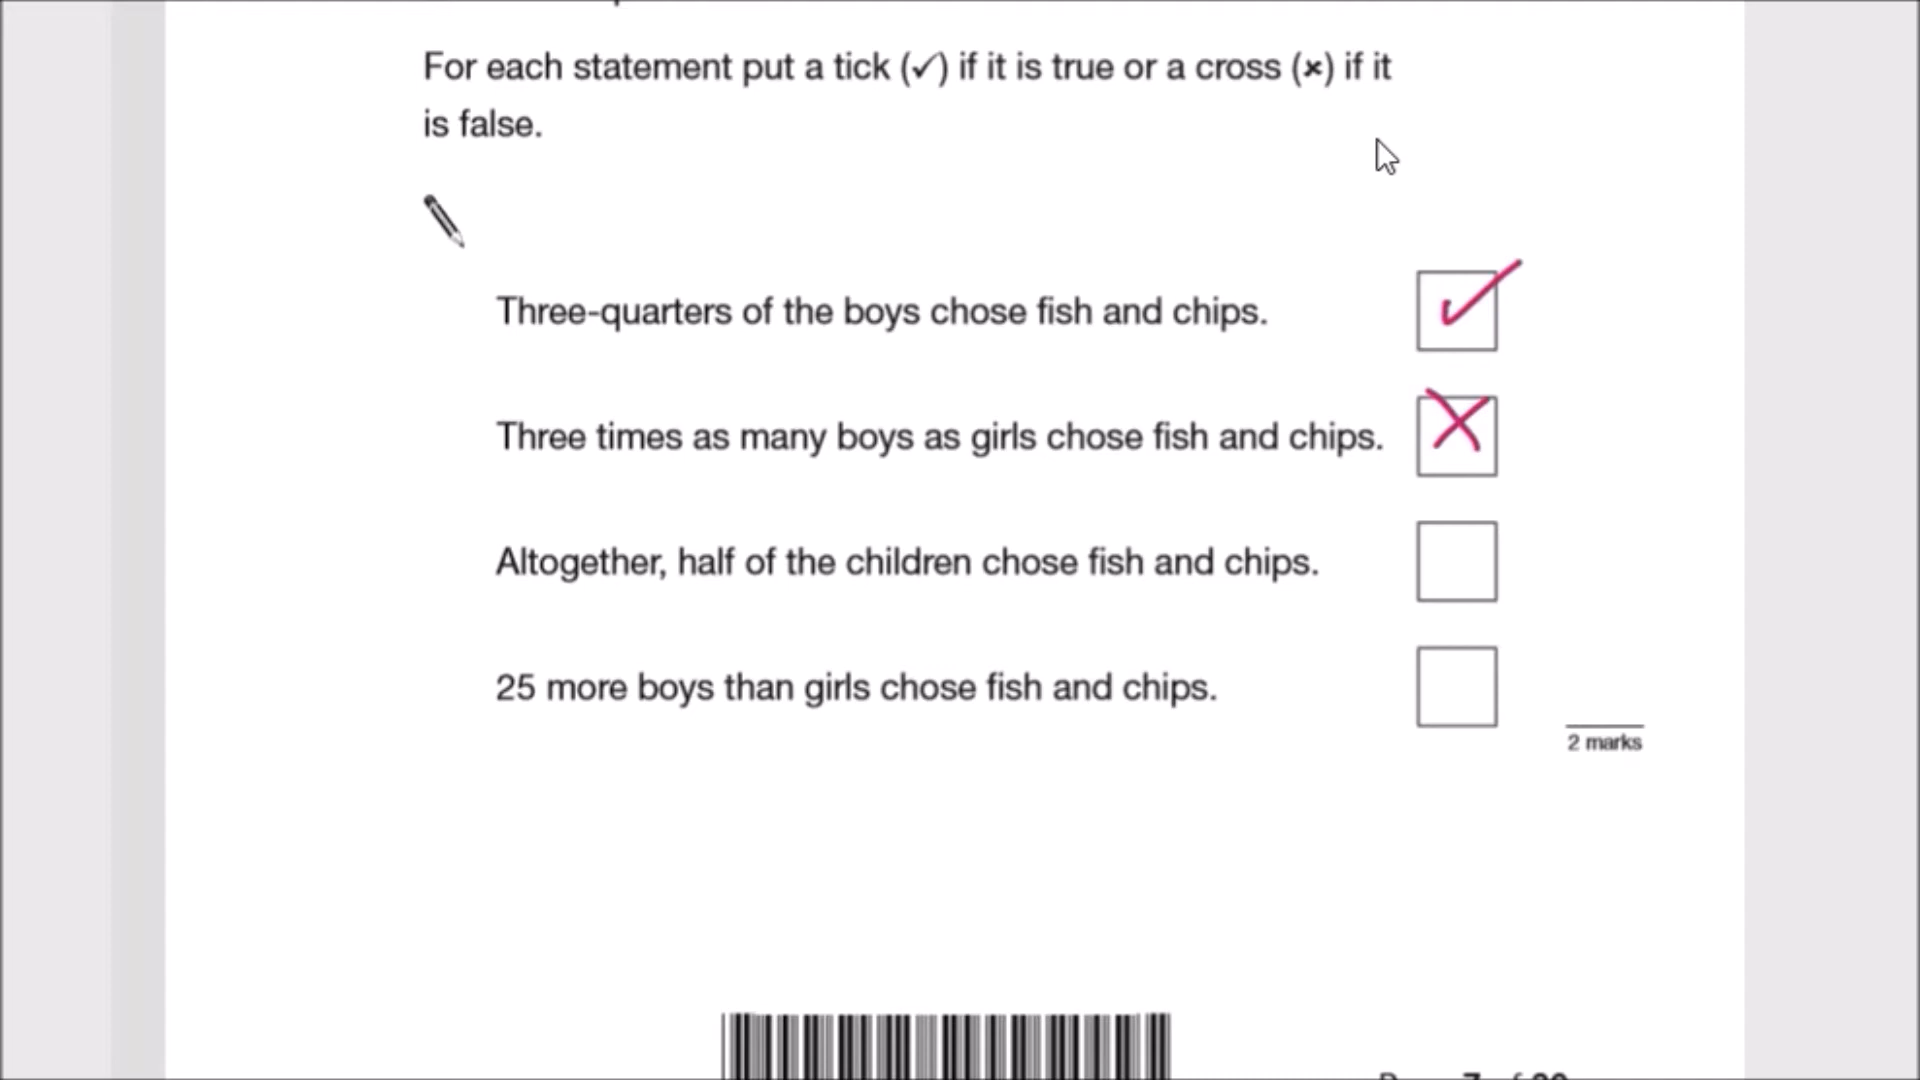 For each statement put a tick (✓) if it is true or a cross (×) if it
is false.
Three-quarters of the boys chose fish and chips. ✓
Three times as many boys as girls chose fish and chips. ×
Altogether, half of the children chose fish and chips.
25 more boys than girls chose fish and chips.
2 marks